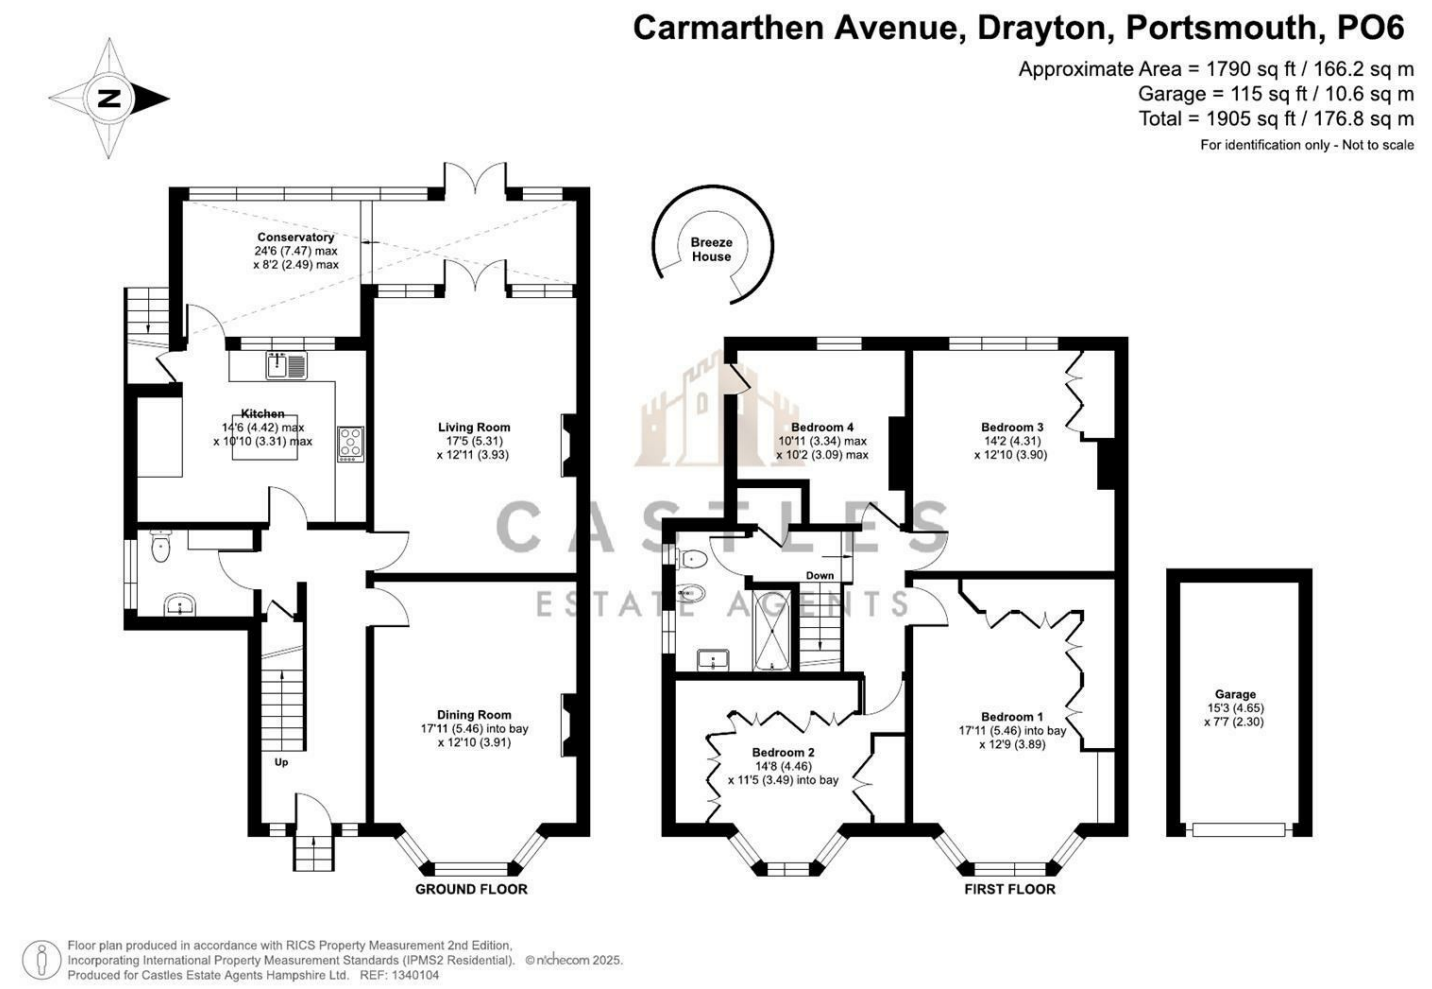 Carmarthen Avenue, Drayton, Portsmouth, PO6
Approximate Area = 1790 sq ft / 166.2 sq m
Garage = 115 sq ft / 10.6 sq m
Total = 1905 sq ft / 176.8 sq m
For identification only - Not to scale
N
Conservatory
24'6 (7.47) max
x 8'2 (2.49) max
Breeze
House
Kitchen
14'6 (4.42) max
x 10'10 (3.31) max
Living Room
17'5 (5.31)
x 12'11 (3.93)
Bedroom 4
10'11 (3.34) max
x 10'2 (3.09) max
Bedroom 3
14'2 (4.31)
x 12'10 (3.90)
CASTLES
ESTATE AGENTS
Down
Dining Room
17'11 (5.46) into bay
x 12'10 (3.91)
Up
Bedroom 2
14'8 (4.46)
x 11'5 (3.49) into bay
Bedroom 1
17'11 (5.46) into bay
x 12'9 (3.89)
Garage
15'3 (4.65)
x 7'7 (2.30)
GROUND FLOOR
FIRST FLOOR
Floor plan produced in accordance with RICS Property Measurement 2nd Edition,
Incorporating International Property Measurement Standards (IPMS2 Residential). © nichecom 2025.
Produced for Castles Estate Agents Hampshire Ltd. REF: 1340104